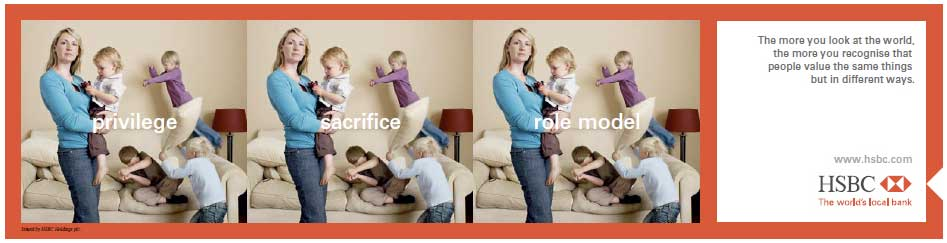 privilege
sacrifice
role model
The more you look at the world,
the more you recognise that
people value the same things
but in different ways.
www.hsbc.com
HSBC
The world's local bank
Issued by HSBC Holdings plc.